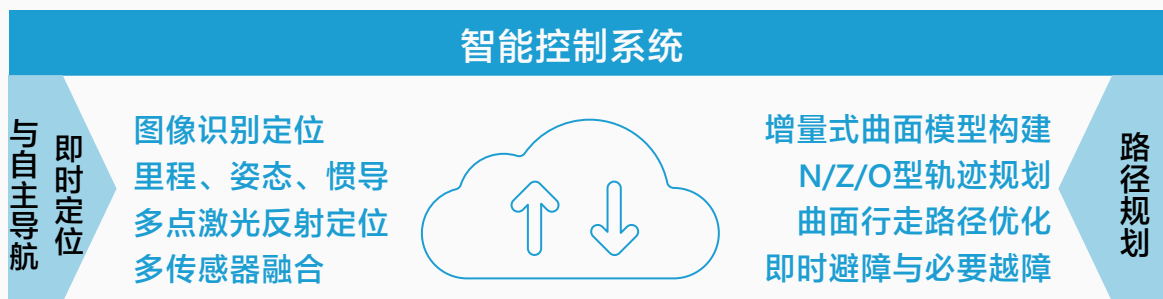 智能控制系统
即时定位
与自主导航
图像识别定位
里程、姿态、惯导
多点激光反射定位
多传感器融合
增量式曲面模型构建
N/Z/O型轨迹规划
曲面行走路径优化
即时避障与必要越障
路径规划